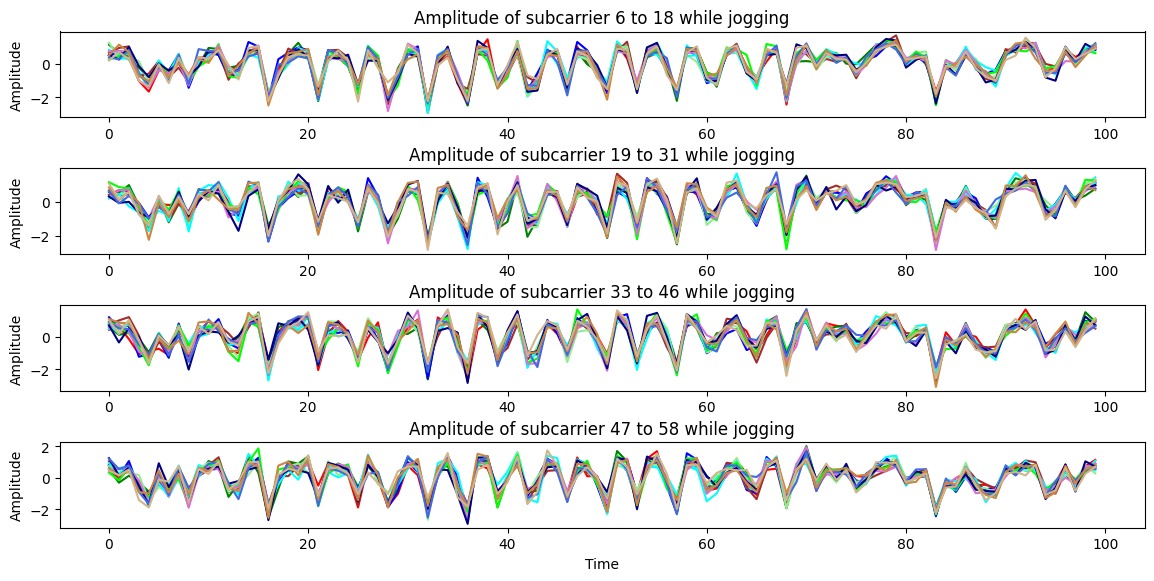 Amplitude of subcarrier 6 to 18 while jogging
Amplitude
0
−2
0 20 40 60 80 100
Amplitude of subcarrier 19 to 31 while jogging
Amplitude
0
−2
0 20 40 60 80 100
Amplitude of subcarrier 33 to 46 while jogging
Amplitude
0
−2
0 20 40 60 80 100
Amplitude of subcarrier 47 to 58 while jogging
Amplitude
2
0
−2
0 20 40 60 80 100
Time